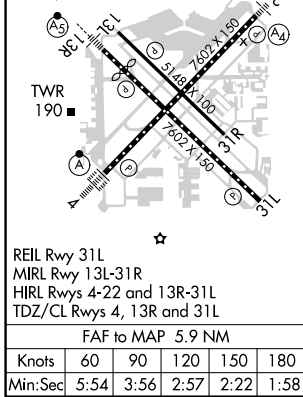 A5
13R
13L
P
7602 X 150
P
A4
TWR
190
P
5148 X 100
7602 X 150
31R
A
P
P
4
31L
REIL Rwy 31L
MIRL Rwy 13L-31R
HIRL Rwys 4-22 and 13R-31L
TDZ/CL Rwys 4, 13R and 31L
FAF to MAP 5.9 NM
Knots 60 90 120 150 180
Min:Sec 5:54 3:56 2:57 2:22 1:58